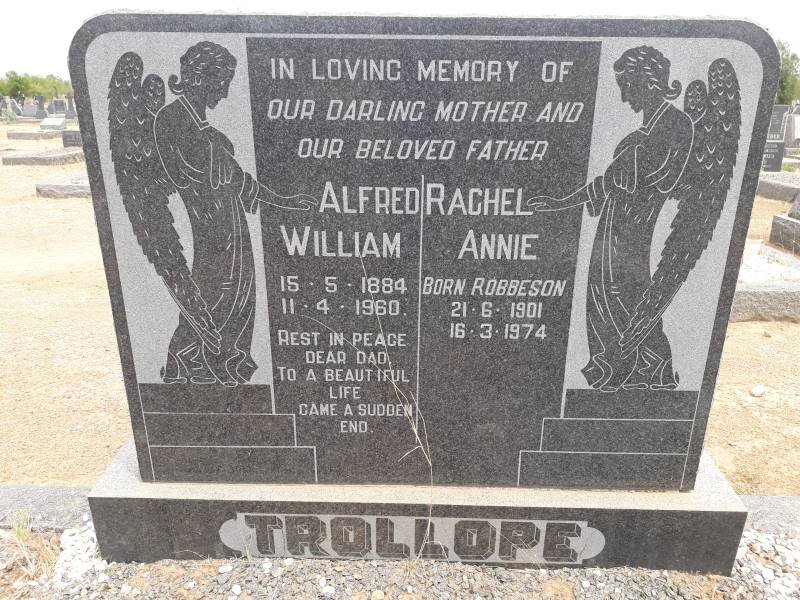 IN LOVING MEMORY OF
OUR DARLING MOTHER AND
OUR BELOVED FATHER
ALFRED
WILLIAM
15 · 5 · 1884
11 · 4 · 1960.
REST IN PEACE
DEAR DAD,
TO A BEAUTIFUL
LIFE
CAME A SUDDEN
END.
RACHEL
ANNIE
BORN ROBBESON
21 · 6 · 1901
16 · 3 · 1974
TROLLOPE